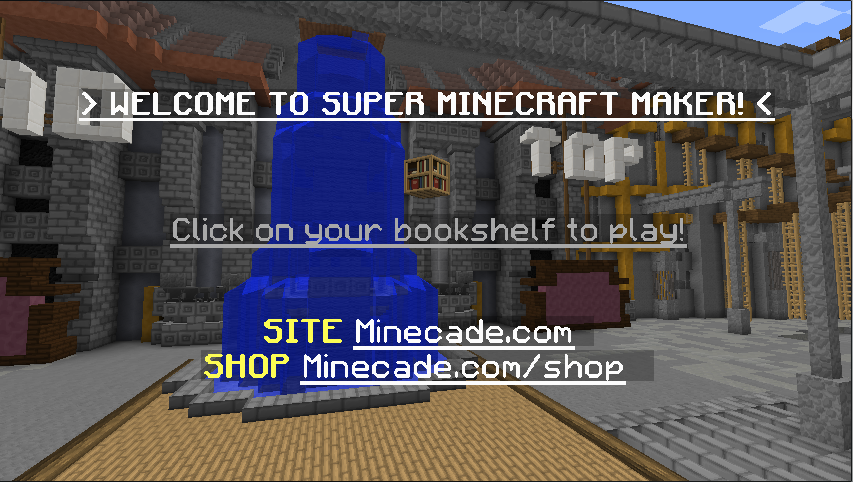 > WELCOME TO SUPER MINECRAFT MAKER! <
TOP
Click on your bookshelf to play!
SITE Minecade.com
SHOP Minecade.com/shop